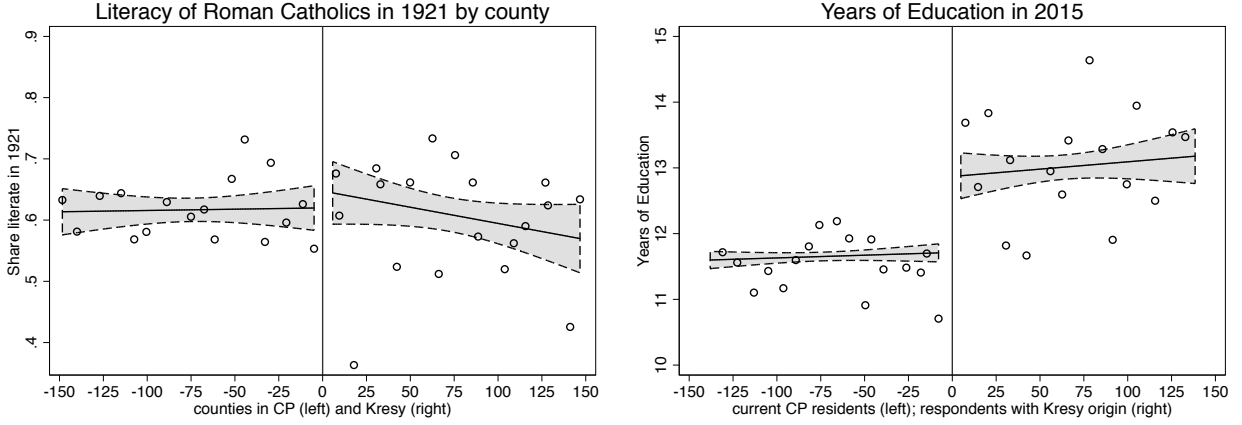 Literacy of Roman Catholics in 1921 by county
Share literate in 1921
.9
.8
.7
.6
.5
.4
-150 -125 -100 -75 -50 -25 0 25 50 75 100 125 150
counties in CP (left) and Kresy (right)
Years of Education in 2015
Years of Education
15
14
13
12
11
10
-150 -125 -100 -75 -50 -25 0 25 50 75 100 125 150
current CP residents (left); respondents with Kresy origin (right)